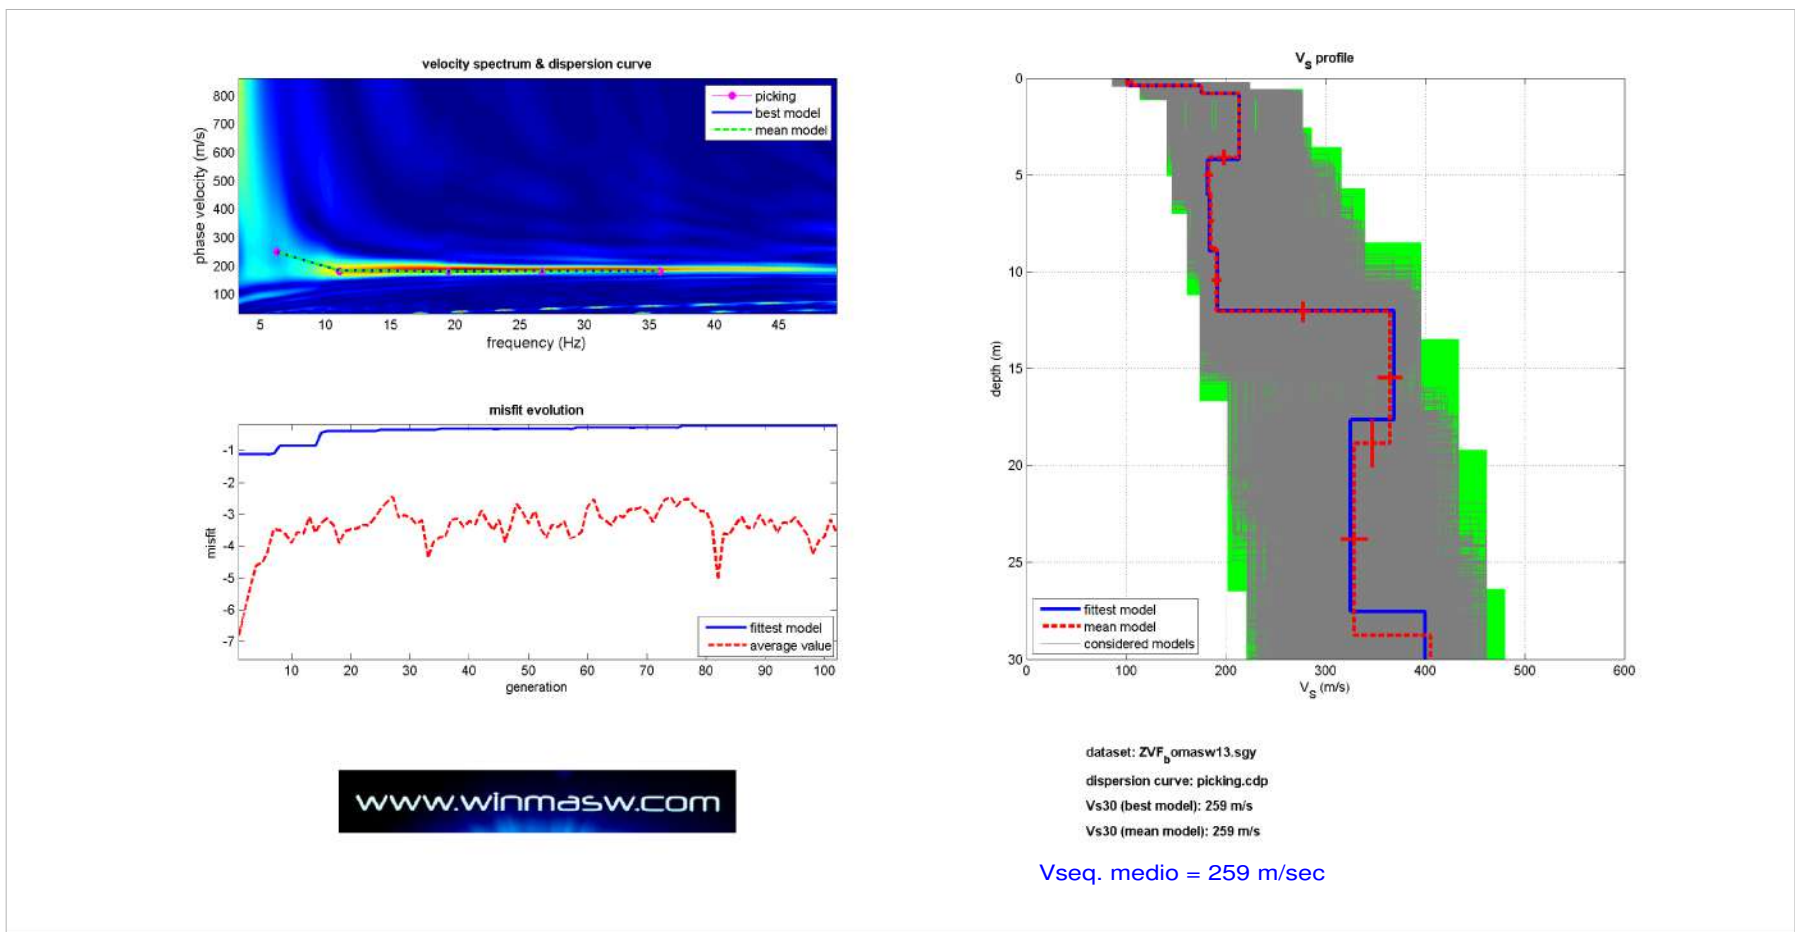 velocity spectrum & dispersion curve
800
700
600
500
400
300
200
100
phase velocity (m/s)
picking
best model
mean model
5 10 15 20 25 30 35 40 45
frequency (Hz)
misfit evolution
-1
-2
-3
-4
-5
-6
-7
misfit
fittest model
average value
10 20 30 40 50 60 70 80 90 100
generation
www.winmasw.com
VS profile
0
5
10
15
20
25
30
depth (m)
fittest model
mean model
considered models
0 100 200 300 400 500 600
VS (m/s)
dataset: ZVFbomasw13.sgy
dispersion curve: picking.cdp
Vs30 (best model): 259 m/s
Vs30 (mean model): 259 m/s
Vseq. medio = 259 m/sec